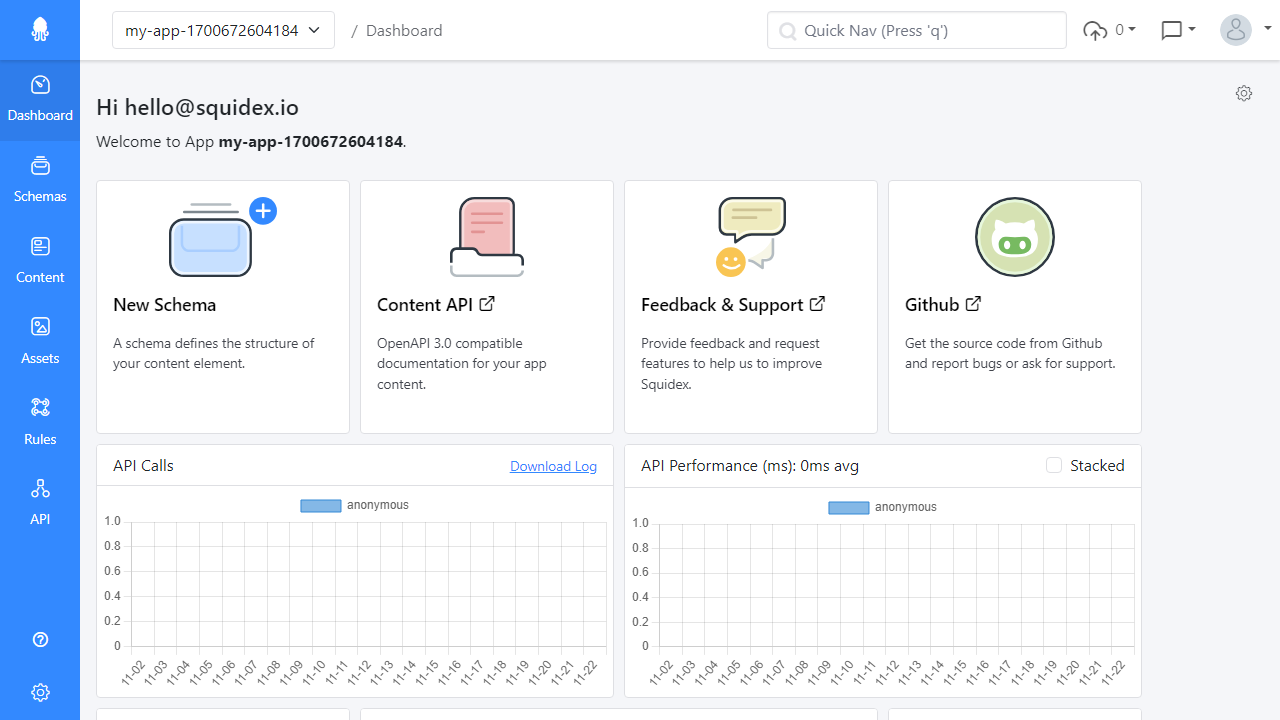 my-app-1700672604184
/ Dashboard
Quick Nav (Press 'q')
0
Dashboard
Schemas
Content
Assets
Rules
API
Hi hello@squidex.io
Welcome to App my-app-1700672604184.
New Schema
A schema defines the structure of
your content element.
Content API
OpenAPI 3.0 compatible
documentation for your app
content.
Feedback & Support
Provide feedback and request
features to help us to improve
Squidex.
Github
Get the source code from Github
and report bugs or ask for support.
API Calls
Download Log
anonymous
1.0
0.8
0.6
0.4
0.2
0
11-02 11-03 11-04 11-05 11-06 11-07 11-08 11-09 11-10 11-11 11-12 11-13 11-14 11-15 11-16 11-17 11-18 11-19 11-20 11-21 11-22
API Performance (ms): 0ms avg
Stacked
anonymous
1.0
0.8
0.6
0.4
0.2
0
11-02 11-03 11-04 11-05 11-06 11-07 11-08 11-09 11-10 11-11 11-12 11-13 11-14 11-15 11-16 11-17 11-18 11-19 11-20 11-21 11-22